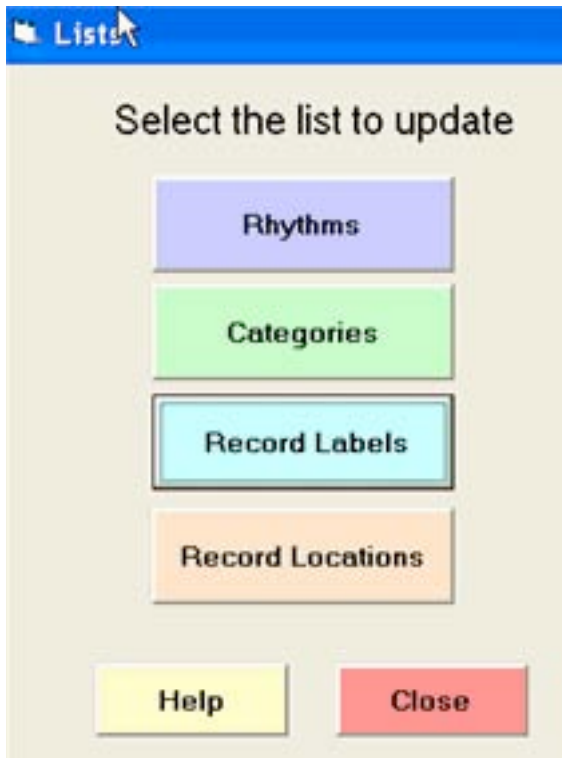 Lists
Select the list to update
Rhythms
Categories
Record Labels
Record Locations
Help
Close